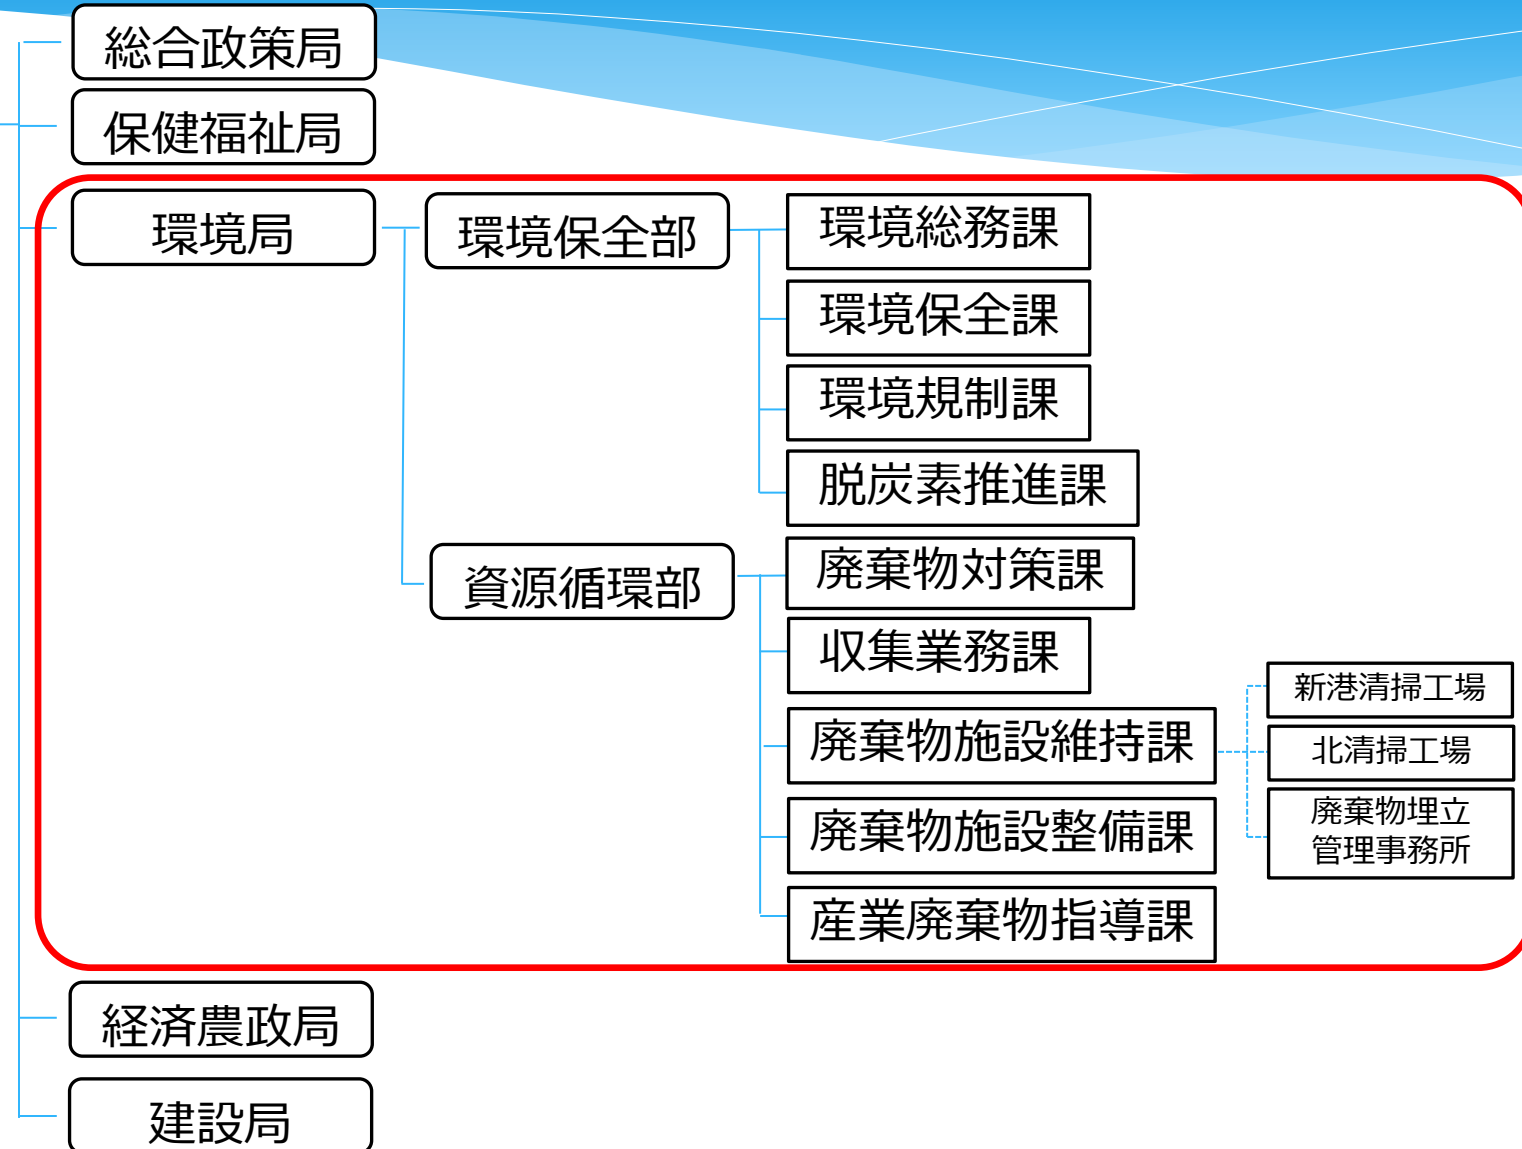 総合政策局
保健福祉局
環境局
環境保全部
環境総務課
環境保全課
環境規制課
脱炭素推進課
資源循環部
廃棄物対策課
収集業務課
廃棄物施設維持課
新港清掃工場
北清掃工場
廃棄物埋立
管理事務所
廃棄物施設整備課
産業廃棄物指導課
経済農政局
建設局